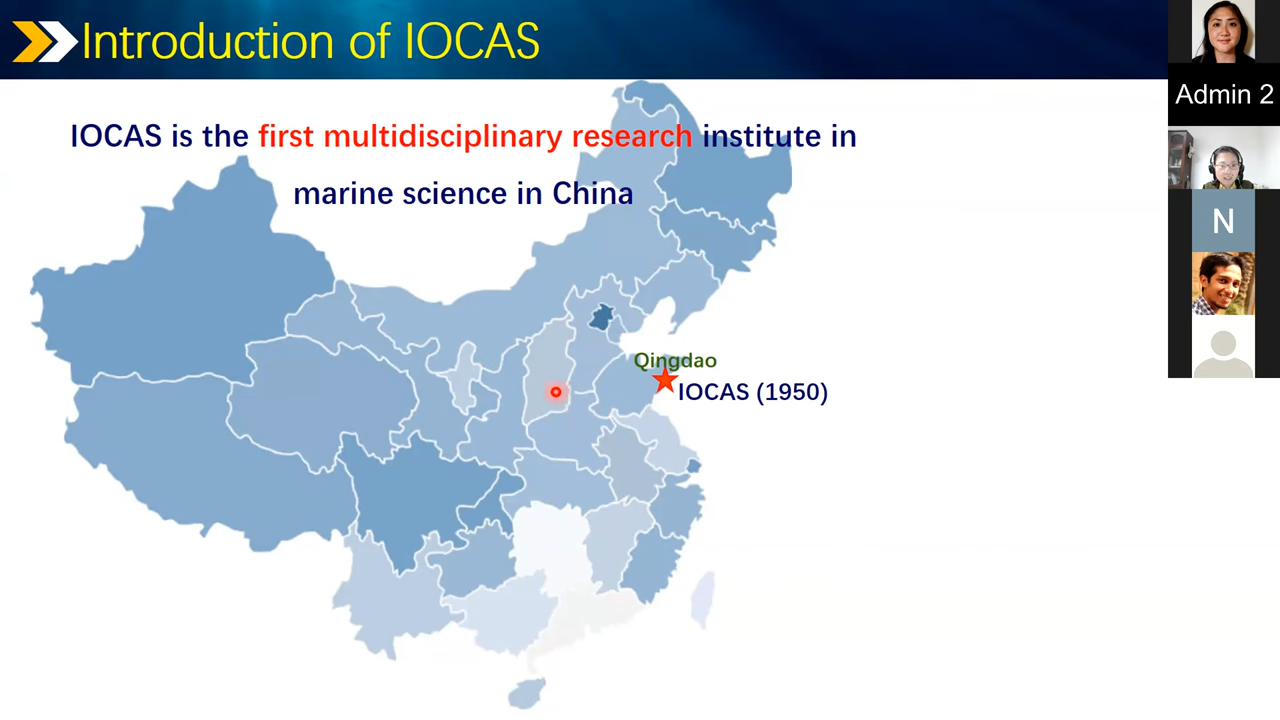 Introduction of IOCAS
IOCAS is the first multidisciplinary research institute in
marine science in China
Qingdao
IOCAS (1950)
Admin 2
N